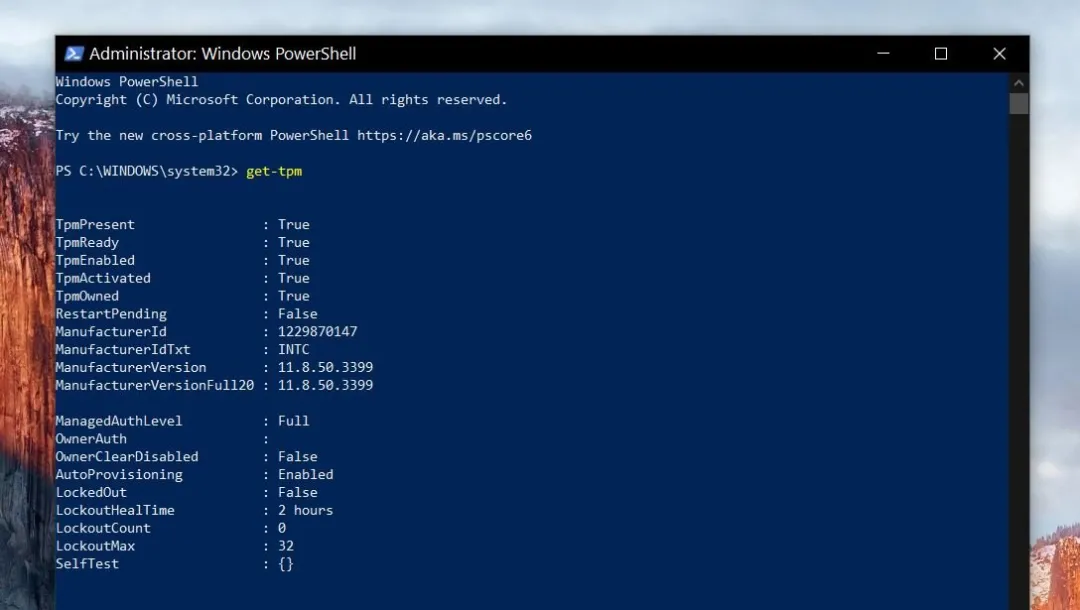 Administrator: Windows PowerShell
Windows PowerShell
Copyright (C) Microsoft Corporation. All rights reserved.
Try the new cross-platform PowerShell https://aka.ms/pscore6
PS C:\WINDOWS\system32> get-tpm
TpmPresent : True
TpmReady : True
TpmEnabled : True
TpmActivated : True
TpmOwned : True
RestartPending : False
ManufacturerId : 1229870147
ManufacturerIdTxt : INTC
ManufacturerVersion : 11.8.50.3399
ManufacturerVersionFull20 : 11.8.50.3399
ManagedAuthLevel : Full
OwnerAuth :
OwnerClearDisabled : False
AutoProvisioning : Enabled
LockedOut : False
LockoutHealTime : 2 hours
LockoutCount : 0
LockoutMax : 32
SelfTest : {}